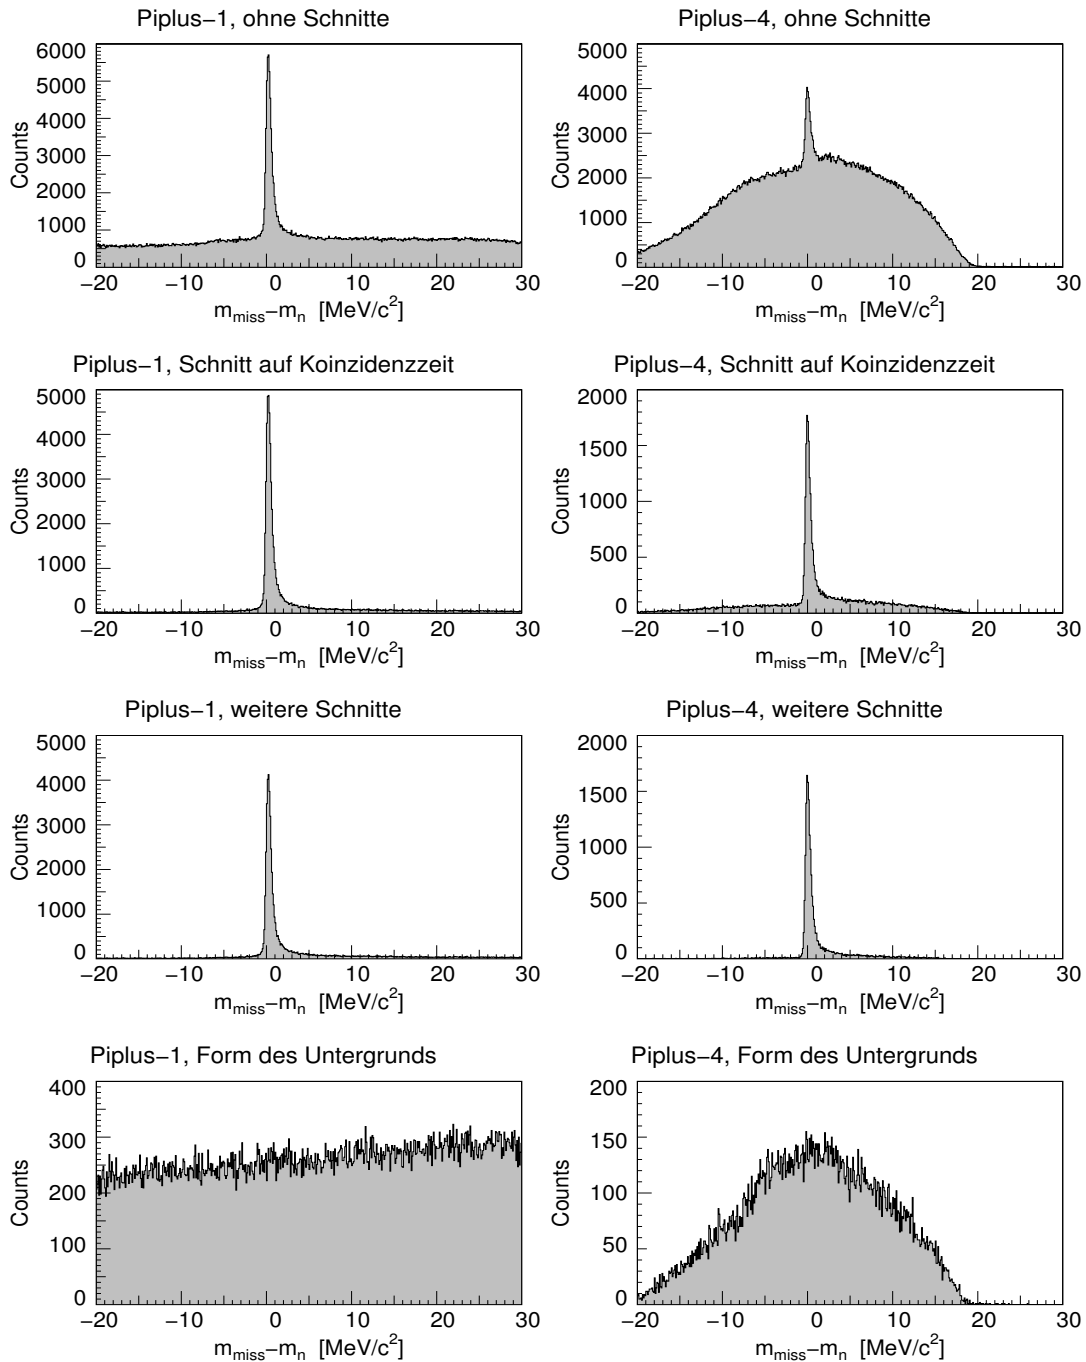 Piplus−1, ohne Schnitte
Counts
6000
5000
4000
3000
2000
1000
0
−20 −10 0 10 20 30
m_miss−m_n [MeV/c²]
Piplus−4, ohne Schnitte
Counts
5000
4000
3000
2000
1000
0
−20 −10 0 10 20 30
m_miss−m_n [MeV/c²]
Piplus−1, Schnitt auf Koinzidenzzeit
Counts
5000
4000
3000
2000
1000
0
−20 −10 0 10 20 30
m_miss−m_n [MeV/c²]
Piplus−4, Schnitt auf Koinzidenzzeit
Counts
2000
1500
1000
500
0
−20 −10 0 10 20 30
m_miss−m_n [MeV/c²]
Piplus−1, weitere Schnitte
Counts
5000
4000
3000
2000
1000
0
−20 −10 0 10 20 30
m_miss−m_n [MeV/c²]
Piplus−4, weitere Schnitte
Counts
2000
1500
1000
500
0
−20 −10 0 10 20 30
m_miss−m_n [MeV/c²]
Piplus−1, Form des Untergrunds
Counts
400
300
200
100
0
−20 −10 0 10 20 30
m_miss−m_n [MeV/c²]
Piplus−4, Form des Untergrunds
Counts
200
150
100
50
0
−20 −10 0 10 20 30
m_miss−m_n [MeV/c²]